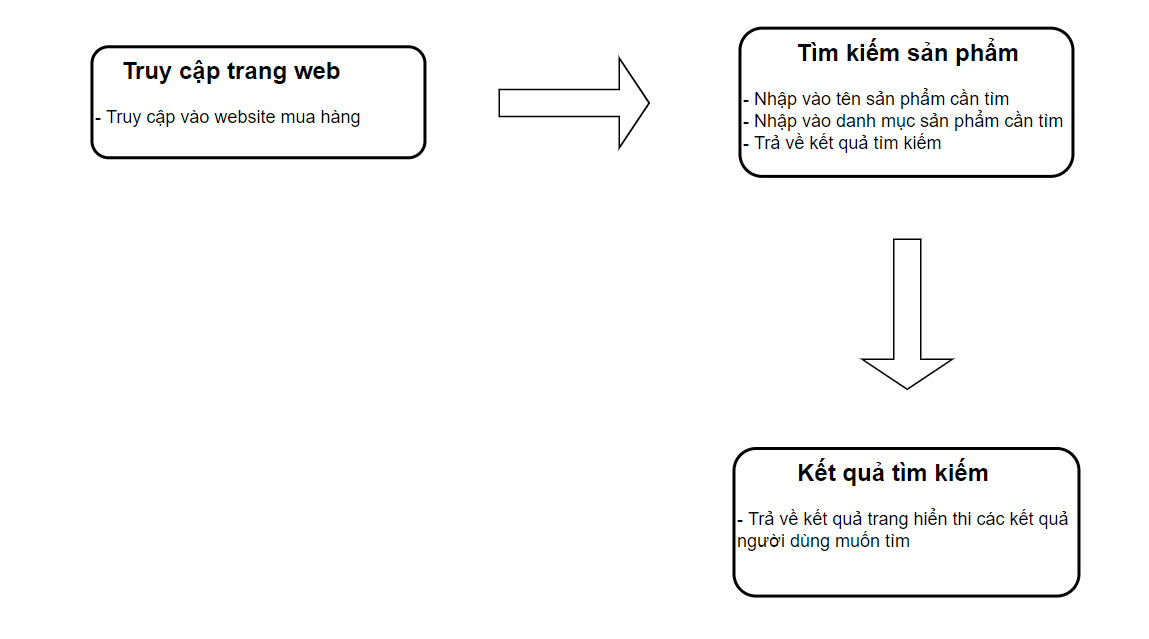 Truy cập trang web
- Truy cập vào website mua hàng
Tìm kiếm sản phẩm
- Nhập vào tên sản phẩm cần tìm
- Nhập vào danh mục sản phẩm cần tìm
- Trả về kết quả tìm kiếm
Kết quả tìm kiếm
- Trả về kết quả trang hiển thi các kết quả
người dùng muốn tìm